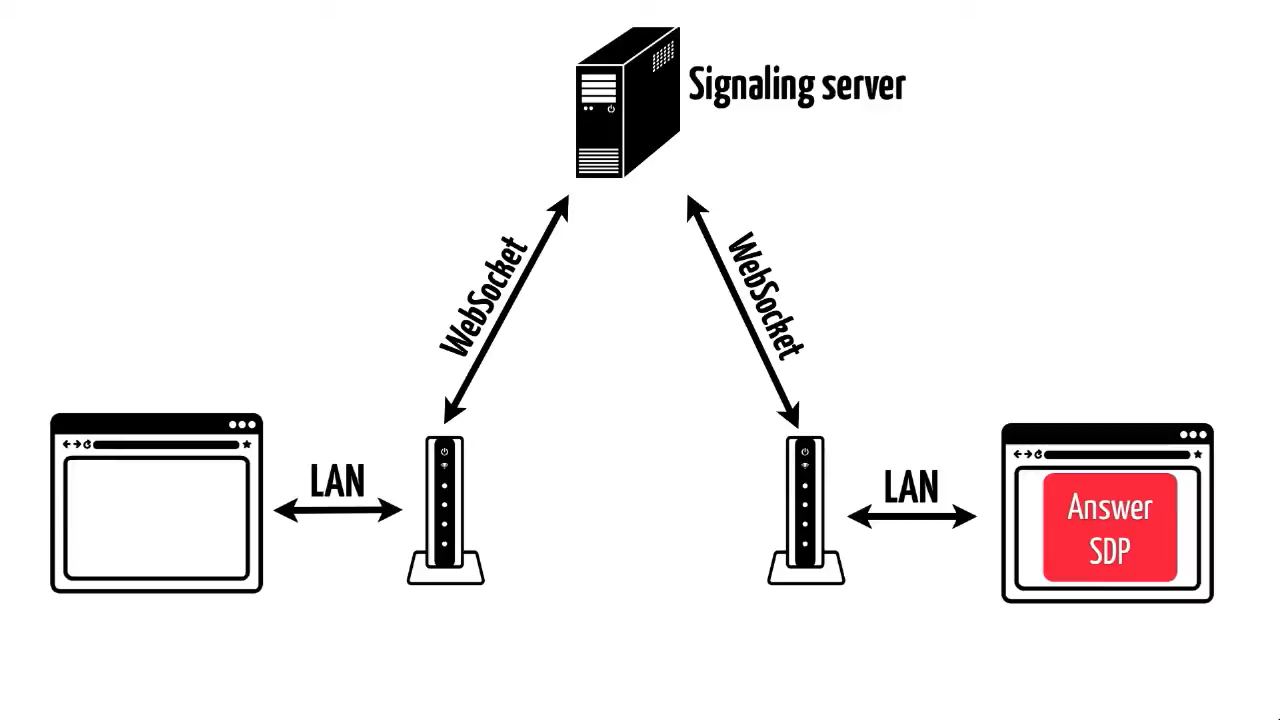 Signaling server
WebSocket
WebSocket
LAN
LAN
Answer
SDP